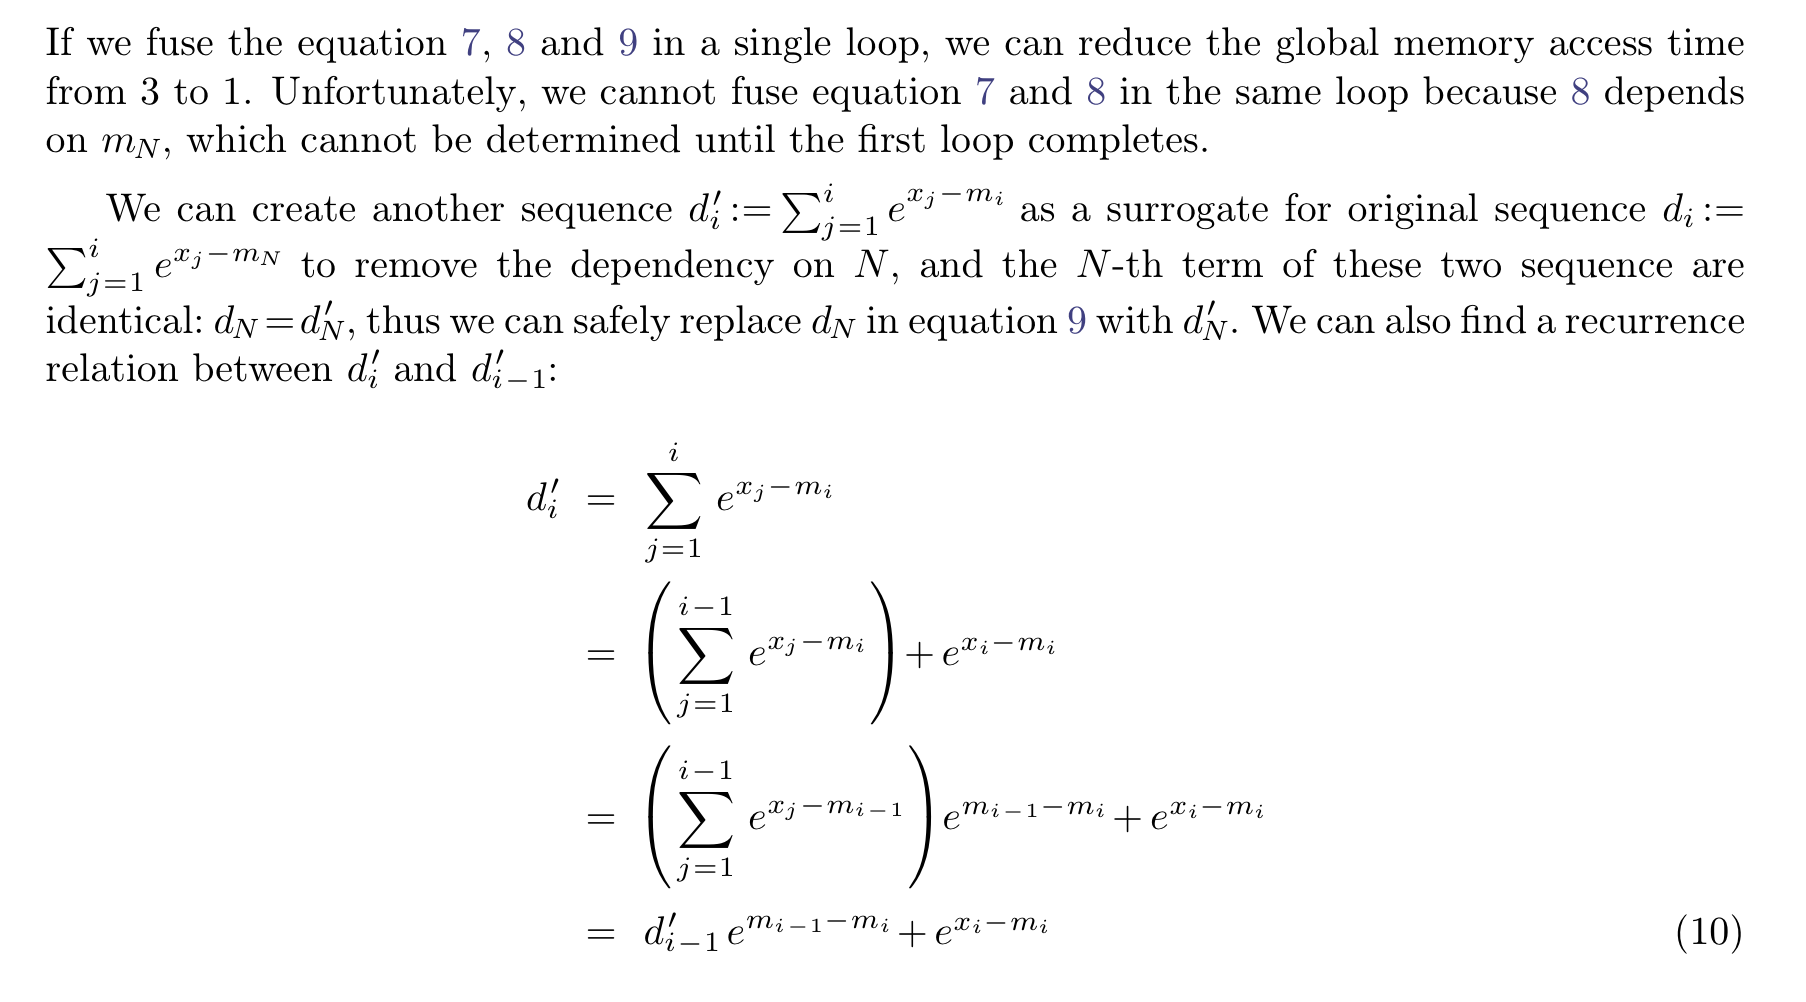 If we fuse the equation 7, 8 and 9 in a single loop, we can reduce the global memory access time
from 3 to 1. Unfortunately, we cannot fuse equation 7 and 8 in the same loop because 8 depends
on $m_N$, which cannot be determined until the first loop completes.
We can create another sequence $d'_i := \sum_{j=1}^{i} e^{x_j - m_i}$ as a surrogate for original sequence $d_i :=$
$\sum_{j=1}^{i} e^{x_j - m_N}$ to remove the dependency on $N$, and the $N$-th term of these two sequence are
identical: $d_N = d'_N$, thus we can safely replace $d_N$ in equation 9 with $d'_N$. We can also find a recurrence
relation between $d'_i$ and $d'_{i-1}$:
$d'_i = \sum_{j=1}^{i} e^{x_j - m_i}$
$= \left( \sum_{j=1}^{i-1} e^{x_j - m_i} \right) + e^{x_i - m_i}$
$= \left( \sum_{j=1}^{i-1} e^{x_j - m_{i-1}} \right) e^{m_{i-1} - m_i} + e^{x_i - m_i}$
$= d'_{i-1} e^{m_{i-1} - m_i} + e^{x_i - m_i}$ (10)